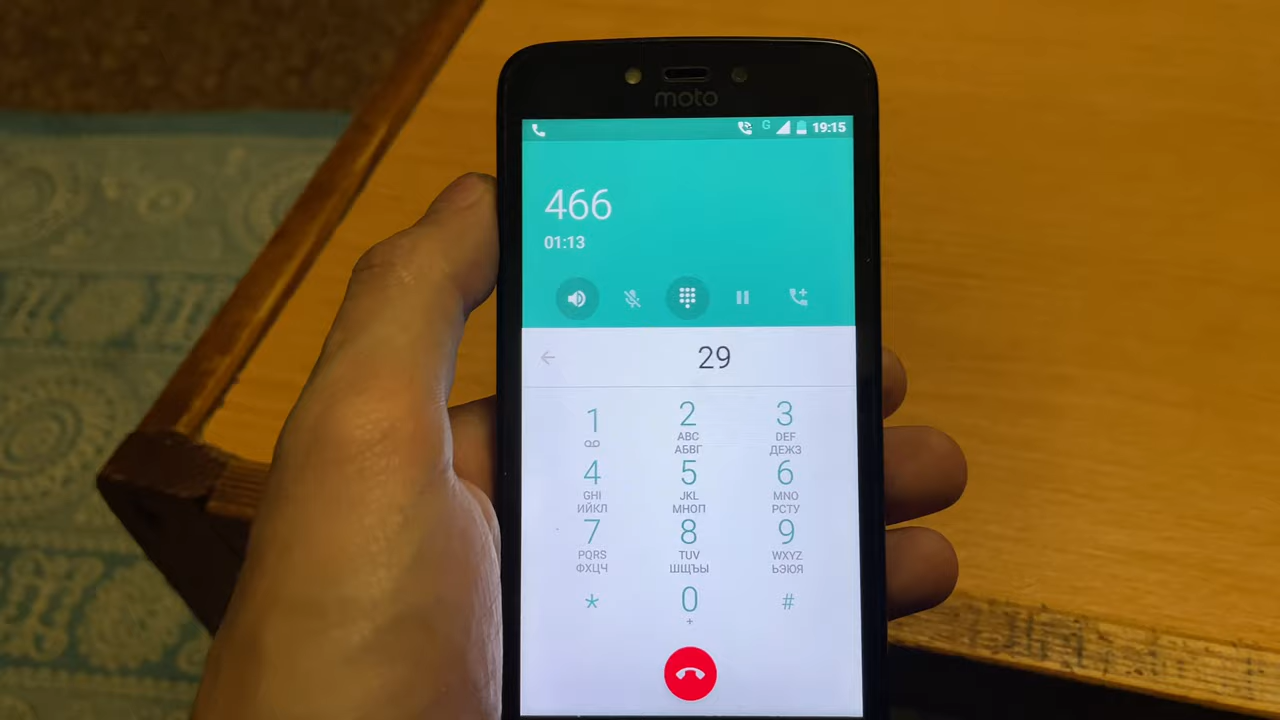 moto
G 19:15
466
01:13
29
1 2 3
ABC DEF
АБВГ ДЕЖЗ
4 5 6
GHI JKL MNO
ИЙКЛ МНОП РСТУ
7 8 9
PQRS TUV WXYZ
ФХЦЧ ШЩЪЫ ЬЭЮЯ
* 0 #
+